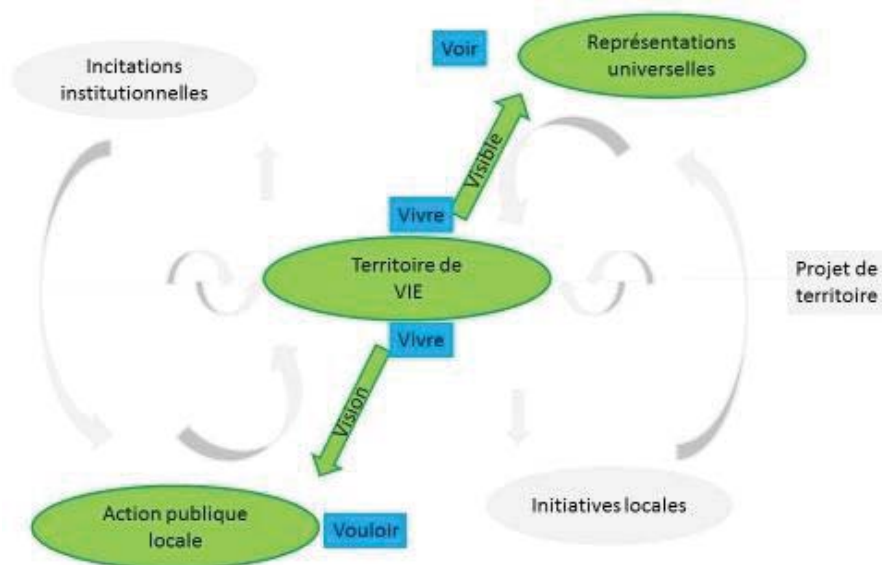 Voir
Représentations
universelles
Incitations
institutionnelles
Visible
Vivre
Territoire de
VIE
Projet de
territoire
Vivre
Vision
Initiatives locales
Action publique
locale
Vouloir